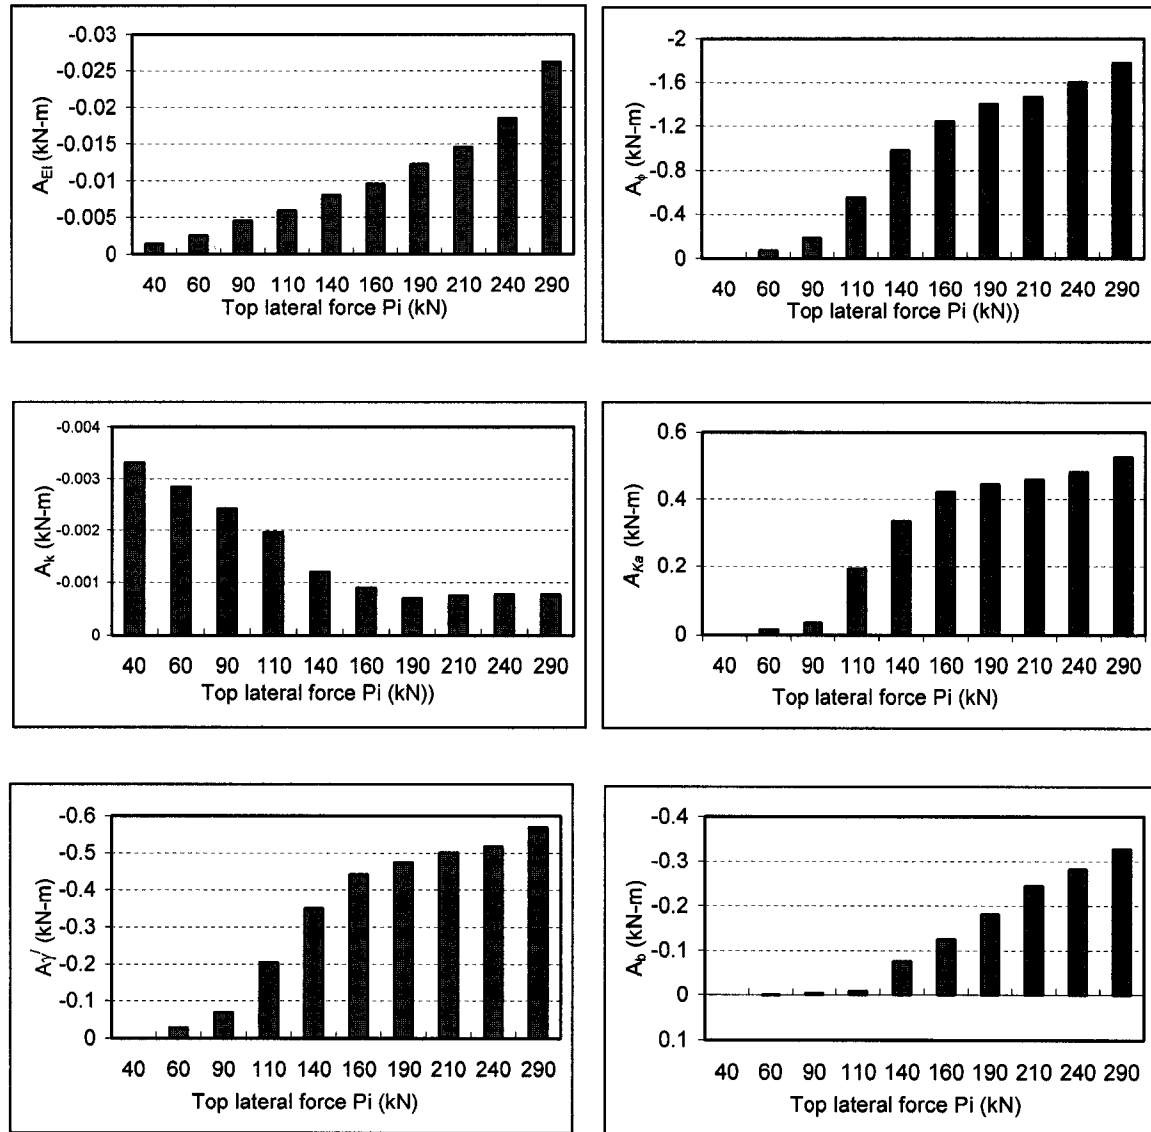 -0.03
-0.025
-0.02
-0.015
-0.01
-0.005
0
A_EI (kN-m)
40 60 90 110 140 160 190 210 240 290
Top lateral force Pi (kN)
-2
-1.6
-1.2
-0.8
-0.4
0
A_ϕ (kN-m)
40 60 90 110 140 160 190 210 240 290
Top lateral force Pi (kN))
-0.004
-0.003
-0.002
-0.001
0
A_k (kN-m)
40 60 90 110 140 160 190 210 240 290
Top lateral force Pi (kN))
0.6
0.4
0.2
0
A_Ka (kN-m)
40 60 90 110 140 160 190 210 240 290
Top lateral force Pi (kN)
-0.6
-0.5
-0.4
-0.3
-0.2
-0.1
0
A_γ/ (kN-m)
40 60 90 110 140 160 190 210 240 290
Top lateral force Pi (kN)
-0.4
-0.3
-0.2
-0.1
0
0.1
A_b (kN-m)
40 60 90 110 140 160 190 210 240 290
Top lateral force Pi (kN)